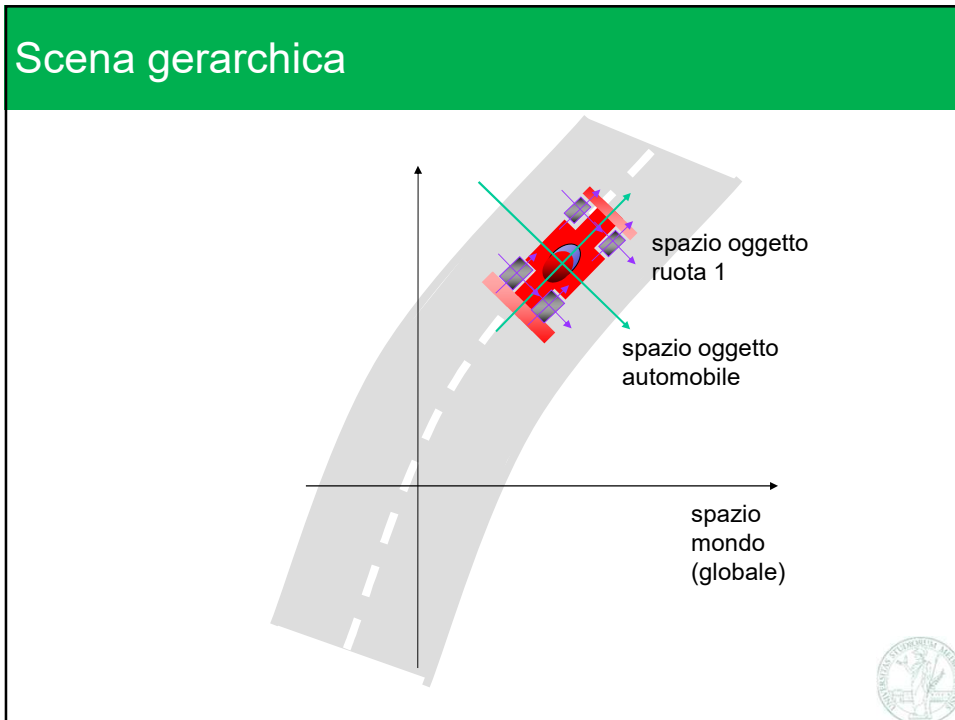 Scena gerarchica
spazio oggetto
ruota 1
spazio oggetto
automobile
spazio
mondo
(globale)